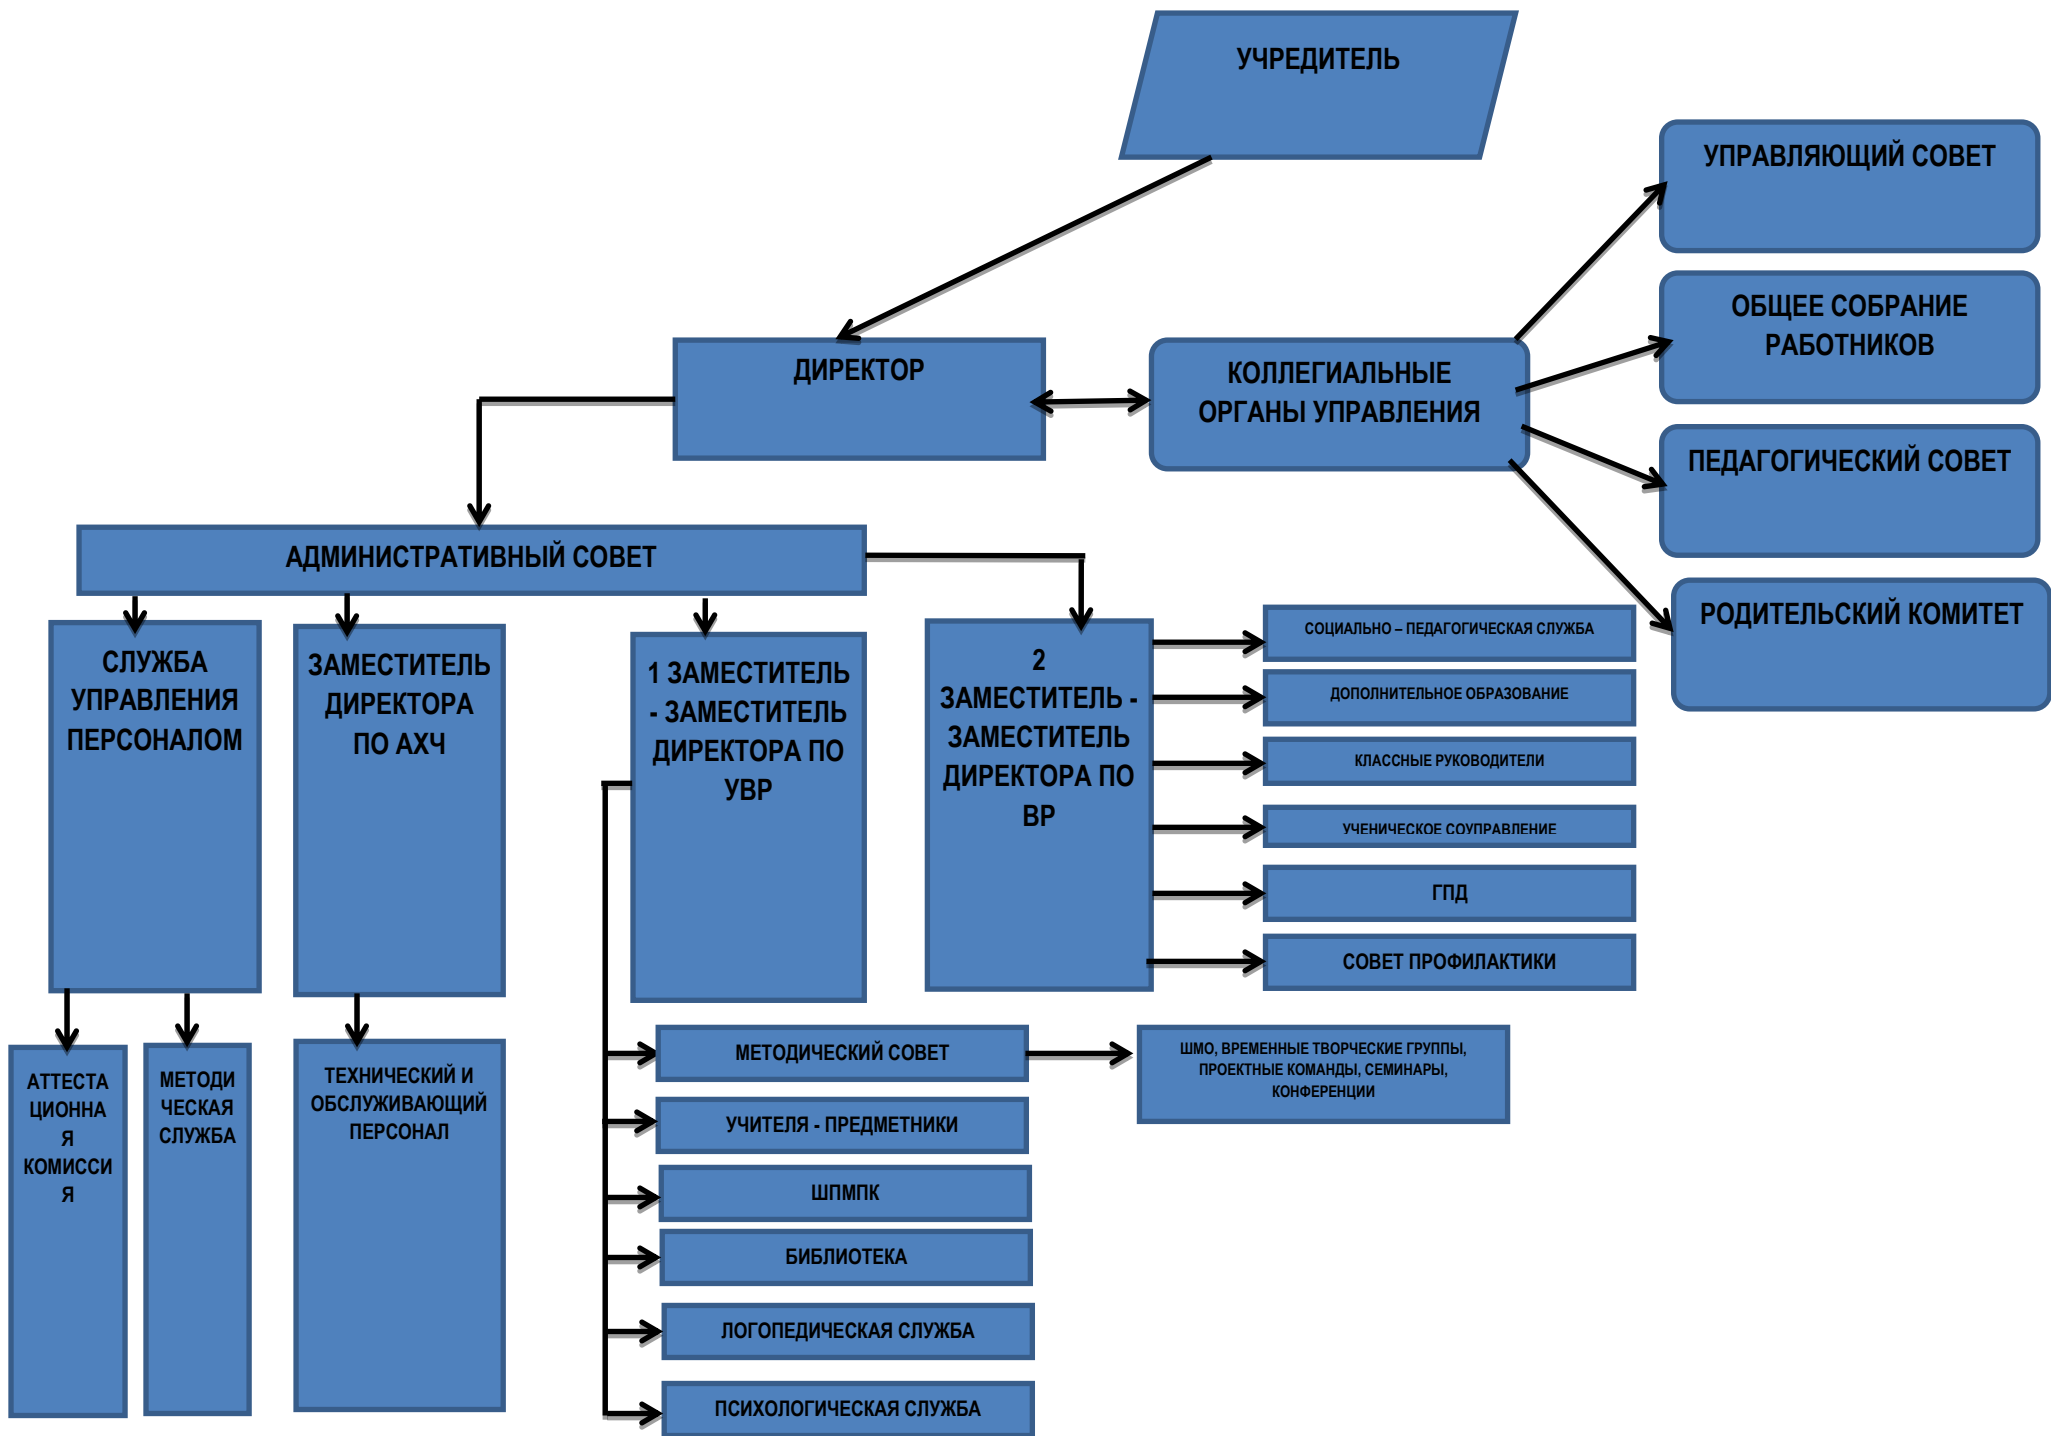 УЧРЕДИТЕЛЬ
УПРАВЛЯЮЩИЙ СОВЕТ
ОБЩЕЕ СОБРАНИЕ
РАБОТНИКОВ
ДИРЕКТОР
КОЛЛЕГИАЛЬНЫЕ
ОРГАНЫ УПРАВЛЕНИЯ
ПЕДАГОГИЧЕСКИЙ СОВЕТ
РОДИТЕЛЬСКИЙ КОМИТЕТ
АДМИНИСТРАТИВНЫЙ СОВЕТ
СЛУЖБА
УПРАВЛЕНИЯ
ПЕРСОНАЛОМ
ЗАМЕСТИТЕЛЬ
ДИРЕКТОРА
ПО АХЧ
1 ЗАМЕСТИТЕЛЬ
- ЗАМЕСТИТЕЛЬ
ДИРЕКТОРА ПО
УВР
2
ЗАМЕСТИТЕЛЬ -
ЗАМЕСТИТЕЛЬ
ДИРЕКТОРА ПО
ВР
СОЦИАЛЬНО – ПЕДАГОГИЧЕСКАЯ СЛУЖБА
ДОПОЛНИТЕЛЬНОЕ ОБРАЗОВАНИЕ
КЛАССНЫЕ РУКОВОДИТЕЛИ
УЧЕНИЧЕСКОЕ СОУПРАВЛЕНИЕ
ГПД
СОВЕТ ПРОФИЛАКТИКИ
АТТЕСТА
ЦИОННА
Я
КОМИССИ
Я
МЕТОДИ
ЧЕСКАЯ
СЛУЖБА
ТЕХНИЧЕСКИЙ И
ОБСЛУЖИВАЮЩИЙ
ПЕРСОНАЛ
МЕТОДИЧЕСКИЙ СОВЕТ
ШМО, ВРЕМЕННЫЕ ТВОРЧЕСКИЕ ГРУППЫ,
ПРОЕКТНЫЕ КОМАНДЫ, СЕМИНАРЫ,
КОНФЕРЕНЦИИ
УЧИТЕЛЯ - ПРЕДМЕТНИКИ
ШПМПК
БИБЛИОТЕКА
ЛОГОПЕДИЧЕСКАЯ СЛУЖБА
ПСИХОЛОГИЧЕСКАЯ СЛУЖБА